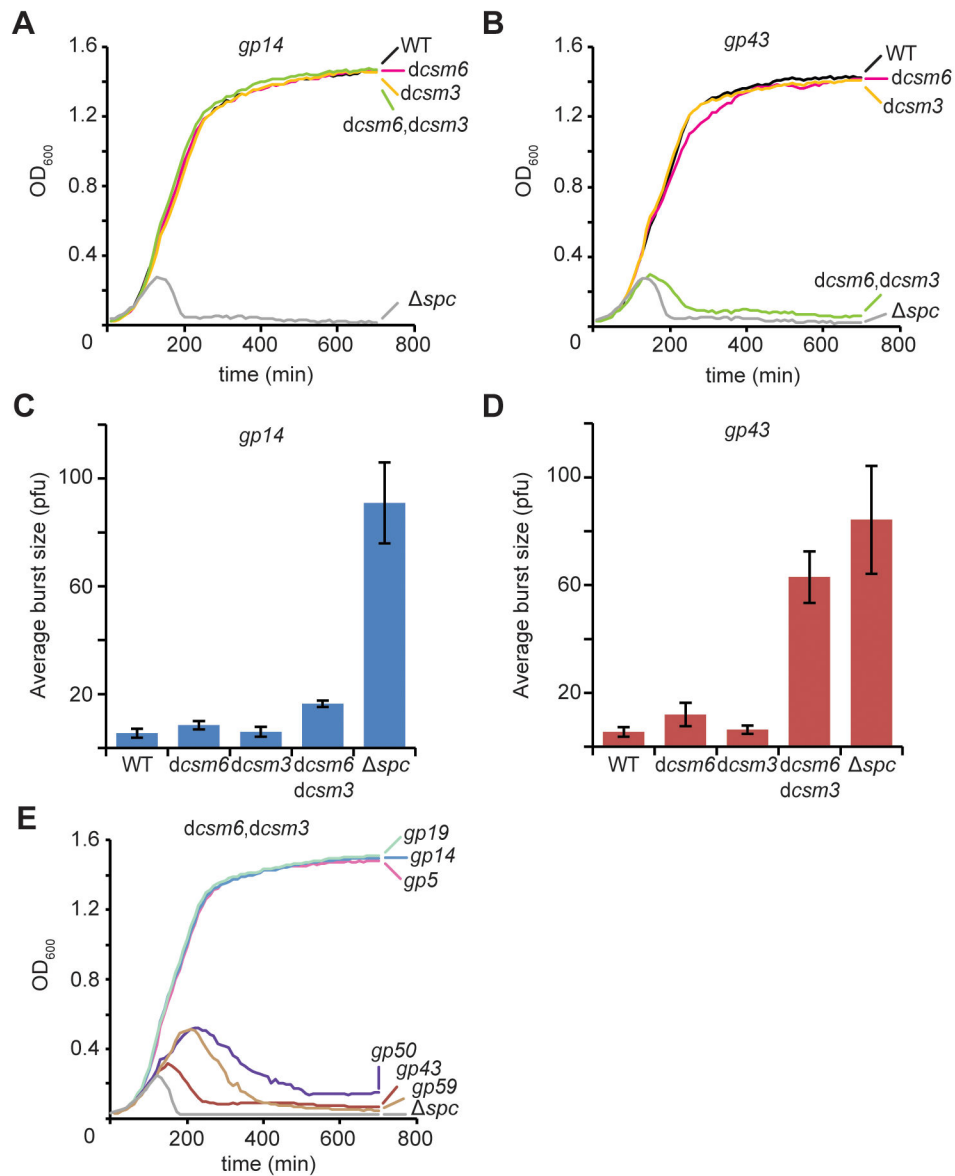 A
gp14
1.6
1.2
0.8
0.4
0
OD600
200
400
600
800
time (min)
WT
dcsm6
dcsm3
dcsm6,dcsm3
Δspc
B
gp43
1.6
1.2
0.8
0.4
0
OD600
200
400
600
800
time (min)
WT
dcsm6
dcsm3
dcsm6,dcsm3
Δspc
C
gp14
100
60
20
Average burst size (pfu)
WT
dcsm6
dcsm3
dcsm6
dcsm3
Δspc
D
gp43
100
60
20
Average burst size (pfu)
WT
dcsm6
dcsm3
dcsm6
dcsm3
Δspc
E
dcsm6,dcsm3
1.6
1.2
0.8
0.4
0
OD600
200
400
600
800
time (min)
gp19
gp14
gp5
gp50
gp43
gp59
Δspc